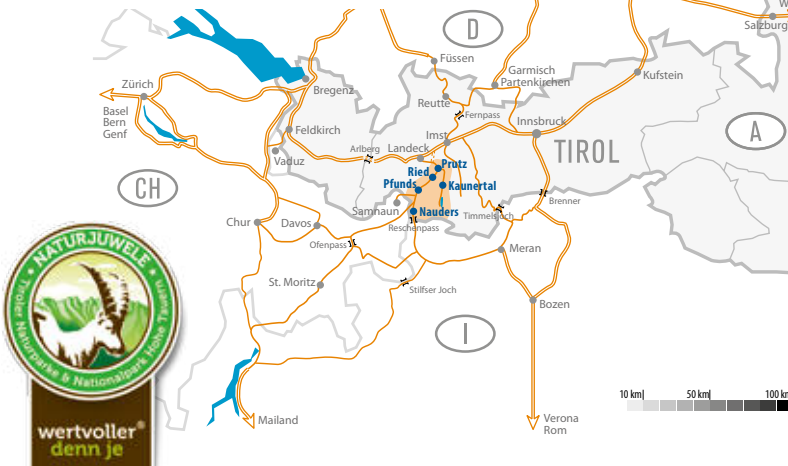 D
W
Salzburg
Füssen
Garmisch
Partenkirchen
Kufstein
Zürich
Bregenz
Reutte
Fernpass
Basel
Bern
Genf
Feldkirch
Imst
Innsbruck
Arlberg
Landeck
TIROL
A
Vaduz
Prutz
Ried
Pfunds
Kaunertal
CH
Samnaun
Nauders
Timmelsjoch
Brenner
Reschenpass
Chur
Davos
Ofenpass
Meran
St. Moritz
Stilfser Joch
Bozen
I
10 km
50 km
100 k
Mailand
Verona
Rom
NATURJUWELE
Tiroler Naturparke & Nationalpark Hohe Tauern
wertvoller®
denn je